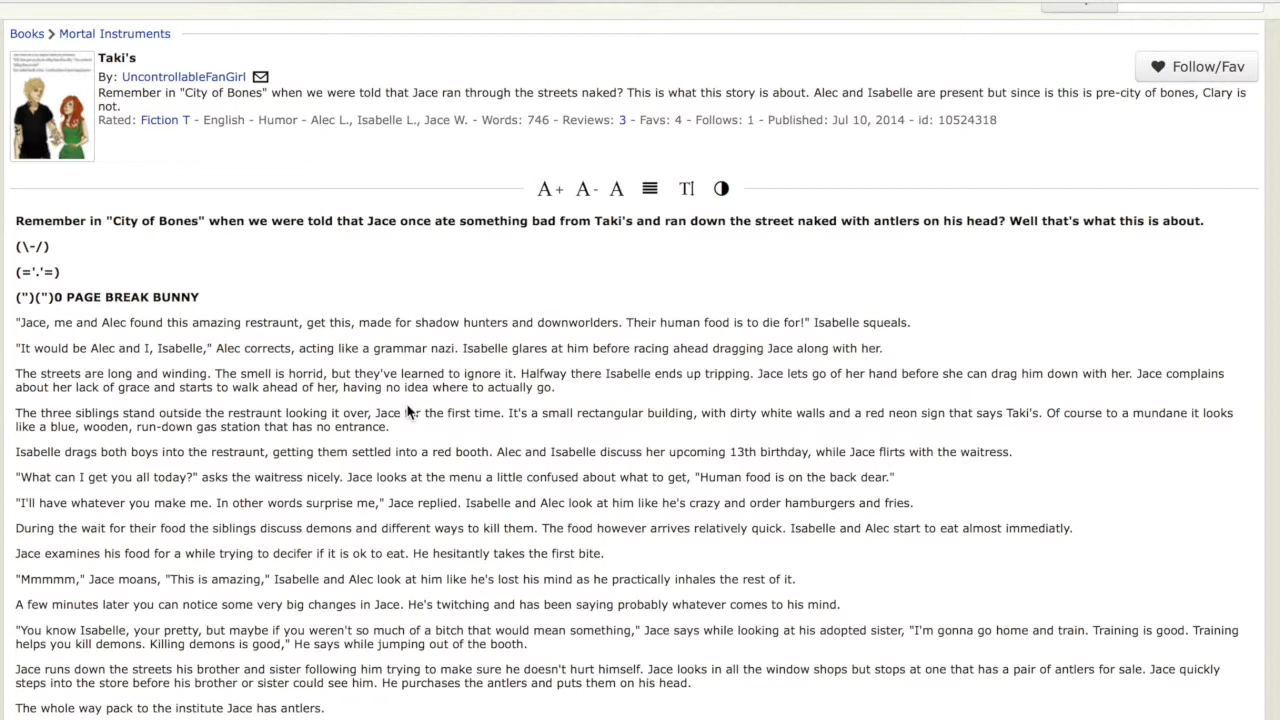 Books > Mortal Instruments
Taki's
By: UncontrollableFanGirl
Follow/Fav
Remember in "City of Bones" when we were told that Jace ran through the streets naked? This is what this story is about. Alec and Isabelle are present but since is this is pre-city of bones, Clary is
not.
Rated: Fiction T - English - Humor - Alec L., Isabelle L., Jace W. - Words: 746 - Reviews: 3 - Favs: 4 - Follows: 1 - Published: Jul 10, 2014 - id: 10524318
A+ A- A TI
Remember in "City of Bones" when we were told that Jace once ate something bad from Taki's and ran down the street naked with antlers on his head? Well that's what this is about.
(\-/)
(='.'=)
(")(")0 PAGE BREAK BUNNY
"Jace, me and Alec found this amazing restraunt, get this, made for shadow hunters and downworlders. Their human food is to die for!" Isabelle squeals.
"It would be Alec and I, Isabelle," Alec corrects, acting like a grammar nazi. Isabelle glares at him before racing ahead dragging Jace along with her.
The streets are long and winding. The smell is horrid, but they've learned to ignore it. Halfway there Isabelle ends up tripping. Jace lets go of her hand before she can drag him down with her. Jace complains
about her lack of grace and starts to walk ahead of her, having no idea where to actually go.
The three siblings stand outside the restraunt looking it over, Jace the first time. It's a small rectangular building, with dirty white walls and a red neon sign that says Taki's. Of course to a mundane it looks
like a blue, wooden, run-down gas station that has no entrance.
Isabelle drags both boys into the restraunt, getting them settled into a red booth. Alec and Isabelle discuss her upcoming 13th birthday, while Jace flirts with the waitress.
"What can I get you all today?" asks the waitress nicely. Jace looks at the menu a little confused about what to get, "Human food is on the back dear."
"I'll have whatever you make me. In other words surprise me," Jace replied. Isabelle and Alec look at him like he's crazy and order hamburgers and fries.
During the wait for their food the siblings discuss demons and different ways to kill them. The food however arrives relatively quick. Isabelle and Alec start to eat almost immediatly.
Jace examines his food for a while trying to decifer if it is ok to eat. He hesitantly takes the first bite.
"Mmmmm," Jace moans, "This is amazing," Isabelle and Alec look at him like he's lost his mind as he practically inhales the rest of it.
A few minutes later you can notice some very big changes in Jace. He's twitching and has been saying probably whatever comes to his mind.
"You know Isabelle, your pretty, but maybe if you weren't so much of a bitch that would mean something," Jace says while looking at his adopted sister, "I'm gonna go home and train. Training is good. Training
helps you kill demons. Killing demons is good," He says while jumping out of the booth.
Jace runs down the streets his brother and sister following him trying to make sure he doesn't hurt himself. Jace looks in all the window shops but stops at one that has a pair of antlers for sale. Jace quickly
steps into the store before his brother or sister could see him. He purchases the antlers and puts them on his head.
The whole way pack to the institute Jace has antlers.